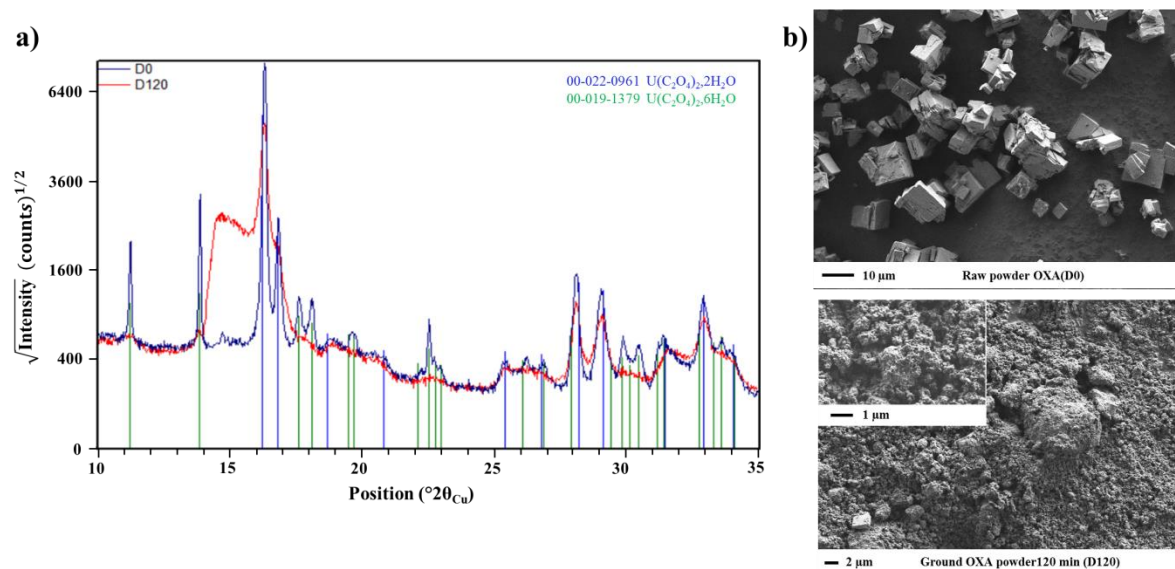 a)
D0
D120
00-022-0961 U(C₂O₄)₂,2H₂O
00-019-1379 U(C₂O₄)₂,6H₂O
6400
3600
1600
400
0
√Intensity (counts)^1/2
10 15 20 25 30 35
Position (°2θCu)
b)
10 µm Raw powder OXA(D0)
1 µm
2 µm Ground OXA powder120 min (D120)